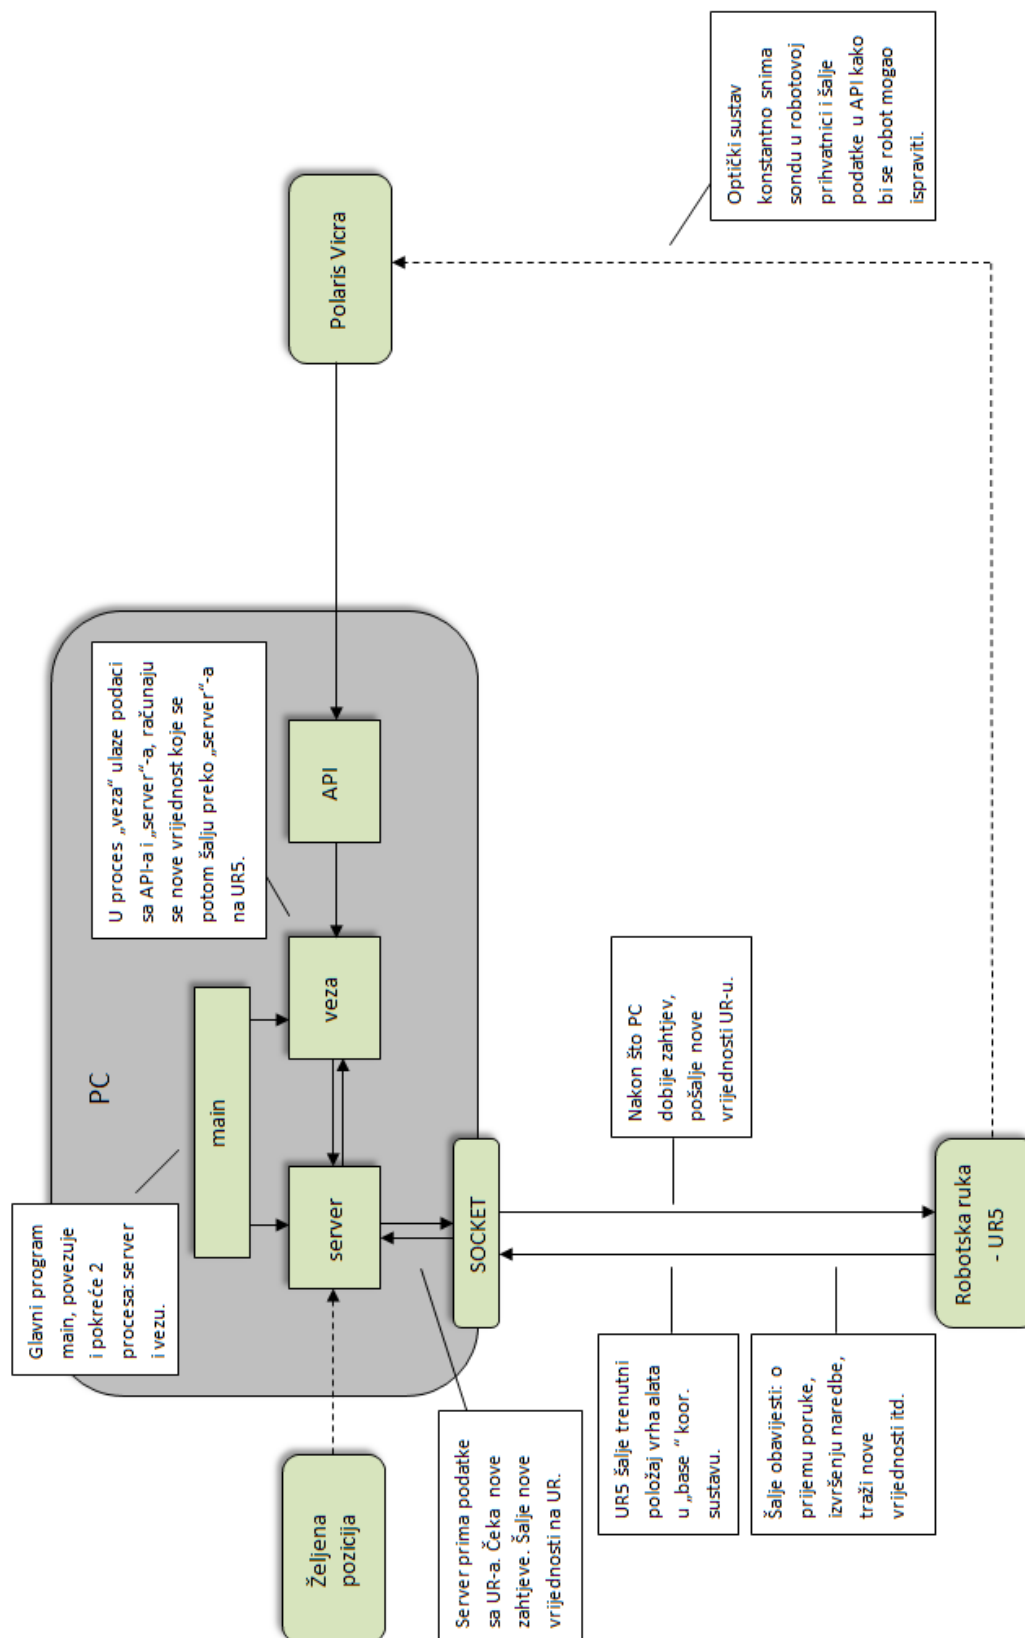 Glavni program
main, povezuje
i pokreće 2
procesa: server
i vezu.
PC
U proces „veza“ ulaze podaci
sa API-a i „server“-a, računaju
se nove vrijednost koje se
potom šalju preko „server“-a
na UR5.
main
Željena
pozicija
server
veza
API
Polaris Vicra
SOCKET
Server prima podatke
sa UR-a. Čeka nove
zahtjeve. Šalje nove
vrijednosti na UR.
UR5 šalje trenutni
položaj vrha alata
u „base “ koor.
sustavu.
Nakon što PC
dobije zahtjev,
pošalje nove
vrijednosti UR-u.
Šalje obavijesti: o
prijemu poruke,
izvršenju naredbe,
traži nove
vrijednosti itd.
Optički sustav
konstantno snima
sondu u robotovoj
prihvatnici i šalje
podatke u API kako
bi se robot mogao
ispraviti.
Robotska ruka
- UR5